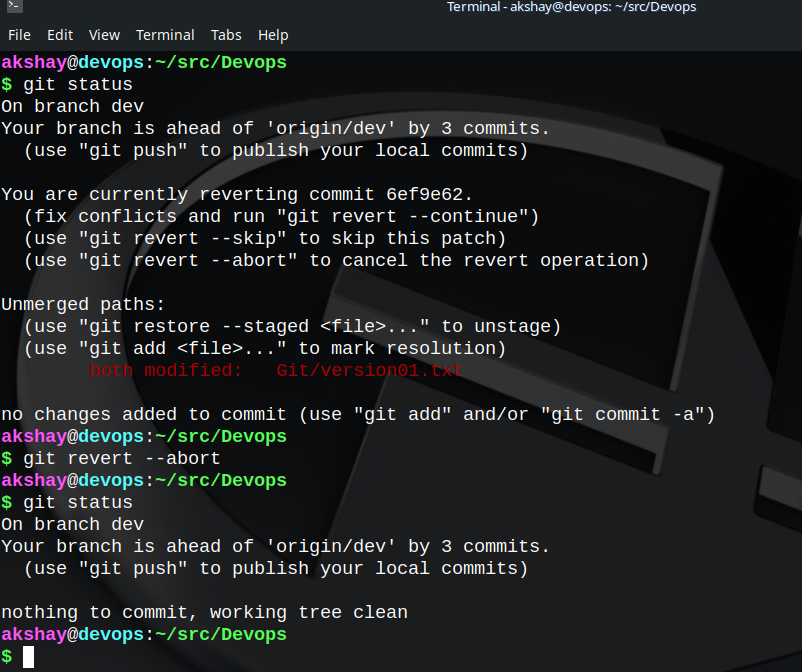 Terminal - akshay@devops: ~/src/Devops
File Edit View Terminal Tabs Help
akshay@devops:~/src/Devops
$ git status
On branch dev
Your branch is ahead of 'origin/dev' by 3 commits.
  (use "git push" to publish your local commits)

You are currently reverting commit 6ef9e62.
  (fix conflicts and run "git revert --continue")
  (use "git revert --skip" to skip this patch)
  (use "git revert --abort" to cancel the revert operation)

Unmerged paths:
  (use "git restore --staged <file>..." to unstage)
  (use "git add <file>..." to mark resolution)
        both modified:   Git/version01.txt

no changes added to commit (use "git add" and/or "git commit -a")
akshay@devops:~/src/Devops
$ git revert --abort
akshay@devops:~/src/Devops
$ git status
On branch dev
Your branch is ahead of 'origin/dev' by 3 commits.
  (use "git push" to publish your local commits)

nothing to commit, working tree clean
akshay@devops:~/src/Devops
$